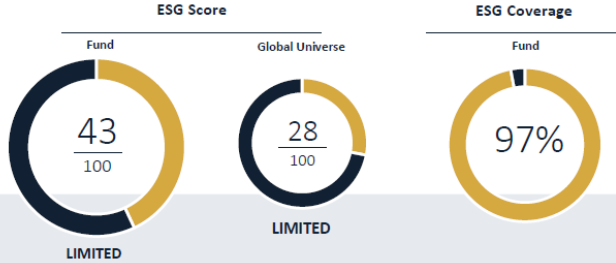 ESG Score
ESG Coverage
Fund
Global Universe
Fund
43
100
28
100
97%
LIMITED
LIMITED